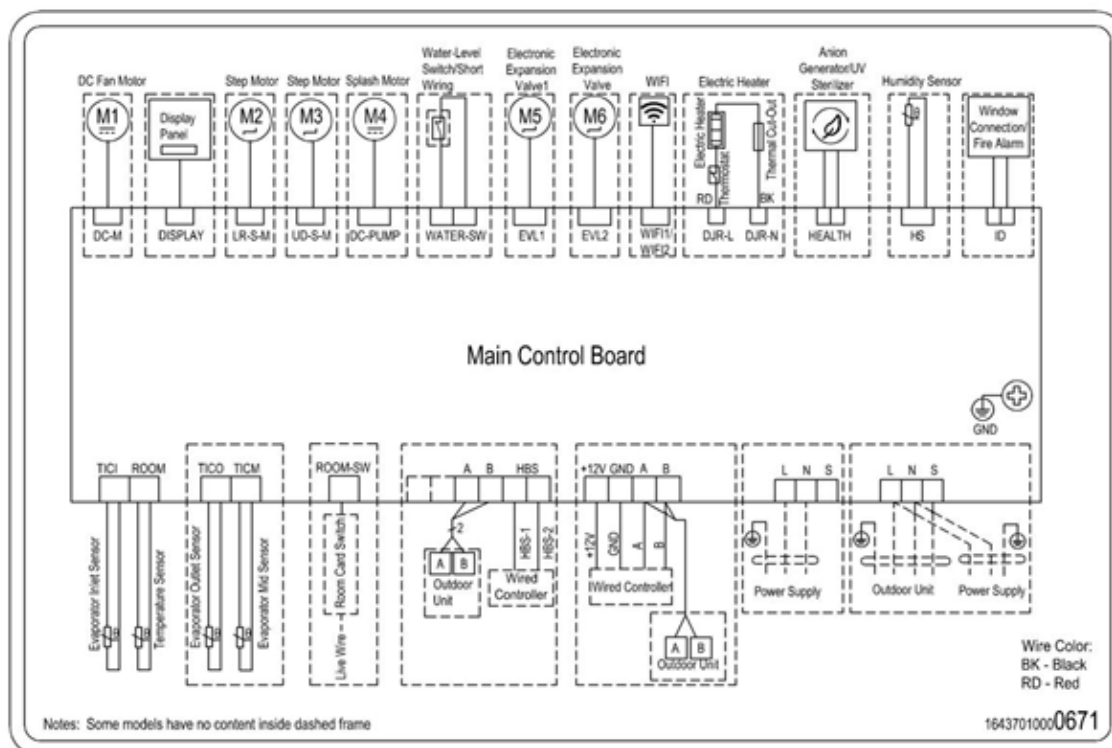 DC Fan Motor
M1
DC-M
Display
Panel
DISPLAY
Step Motor
M2
LR-S-M
Step Motor
M3
UD-S-M
Splash Motor
M4
DC-PUMP
Water-Level
Switch/Short
Wiring
WATER-SW
Electronic
Expansion
Valve1
M5
EVL1
Electronic
Expansion
Valve
M6
EVL2
WIFI
WIFI1/
WIFI2
Electric Heater
Electric Heater
Thermostat
Thermal Cut-Out
RD
BK
DJR-L
DJR-N
Anion
Generator/UV
Sterilizer
HEALTH
Humidity Sensor
HS
Window
Connection/
Fire Alarm
ID
Main Control Board
GND
TICI ROOM
Evaporator Inlet Sensor
Temperature Sensor
TICO TICM
Evaporator Outlet Sensor
Evaporator Mid Sensor
ROOM-SW
Room Card Switch
Live Wire
A B HBS
2
A B
Outdoor
Unit
HBS-1
HBS-2
Wired
Controller
+12V GND A B
+12V
GND
A
B
Wired Controller
A B
Outdoor Unit
L N S
Power Supply
L N S
Outdoor Unit
Power Supply
Wire Color:
BK - Black
RD - Red
Notes: Some models have no content inside dashed frame
16437010000671